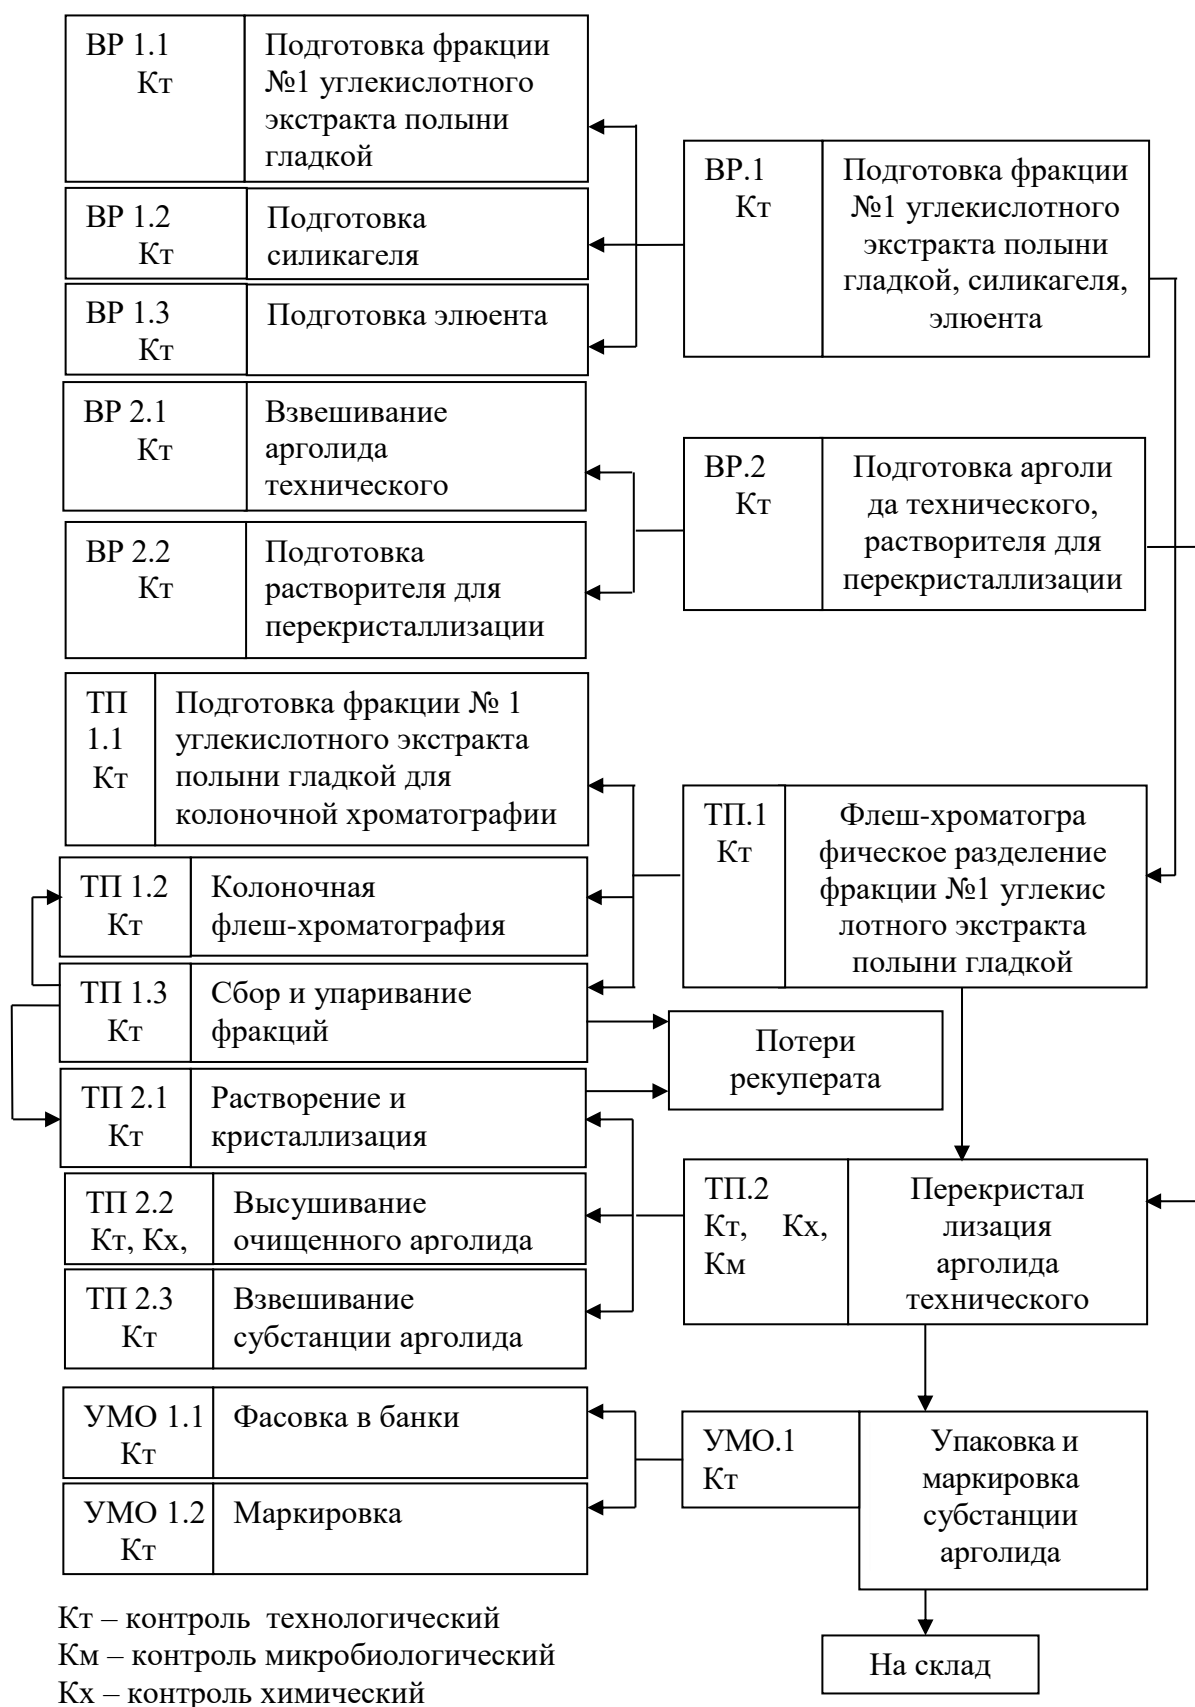 ВР 1.1
Кт
Подготовка фракции
№1 углекислотного
экстракта полыни
гладкой
ВР 1.2
Кт
Подготовка
силикагеля
ВР 1.3
Кт
Подготовка элюента
ВР.1
Кт
Подготовка фракции
№1 углекислотного
экстракта полыни
гладкой, силикагеля,
элюента
ВР 2.1
Кт
Взвешивание
арголида
технического
ВР 2.2
Кт
Подготовка
растворителя для
перекристаллизации
ВР.2
Кт
Подготовка арголи
да технического,
растворителя для
перекристаллизации
ТП
1.1
Кт
Подготовка фракции № 1
углекислотного экстракта
полыни гладкой для
колоночной хроматографии
ТП 1.2
Кт
Колоночная
флеш-хроматография
ТП 1.3
Кт
Сбор и упаривание
фракций
ТП.1
Кт
Флеш-хроматогра
фическое разделение
фракции №1 углекис
лотного экстракта
полыни гладкой
Потери
рекуперата
ТП 2.1
Кт
Растворение и
кристаллизация
ТП 2.2
Кт, Кх,
Высушивание
очищенного арголида
ТП 2.3
Кт
Взвешивание
субстанции арголида
ТП.2
Кт, Кх,
Км
Перекристал
лизация
арголида
технического
УМО 1.1
Кт
Фасовка в банки
УМО 1.2
Кт
Маркировка
УМО.1
Кт
Упаковка и
маркировка
субстанции
арголида
На склад
Кт – контроль технологический
Км – контроль микробиологический
Кх – контроль химический